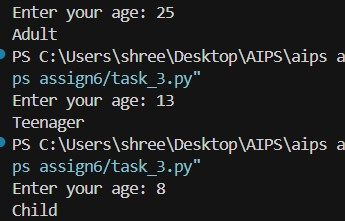 Enter your age: 25
Adult
PS C:\Users\shree\Desktop\AIPS\aips a
ps assign6/task_3.py"
Enter your age: 13
Teenager
PS C:\Users\shree\Desktop\AIPS\aips a
ps assign6/task_3.py"
Enter your age: 8
Child